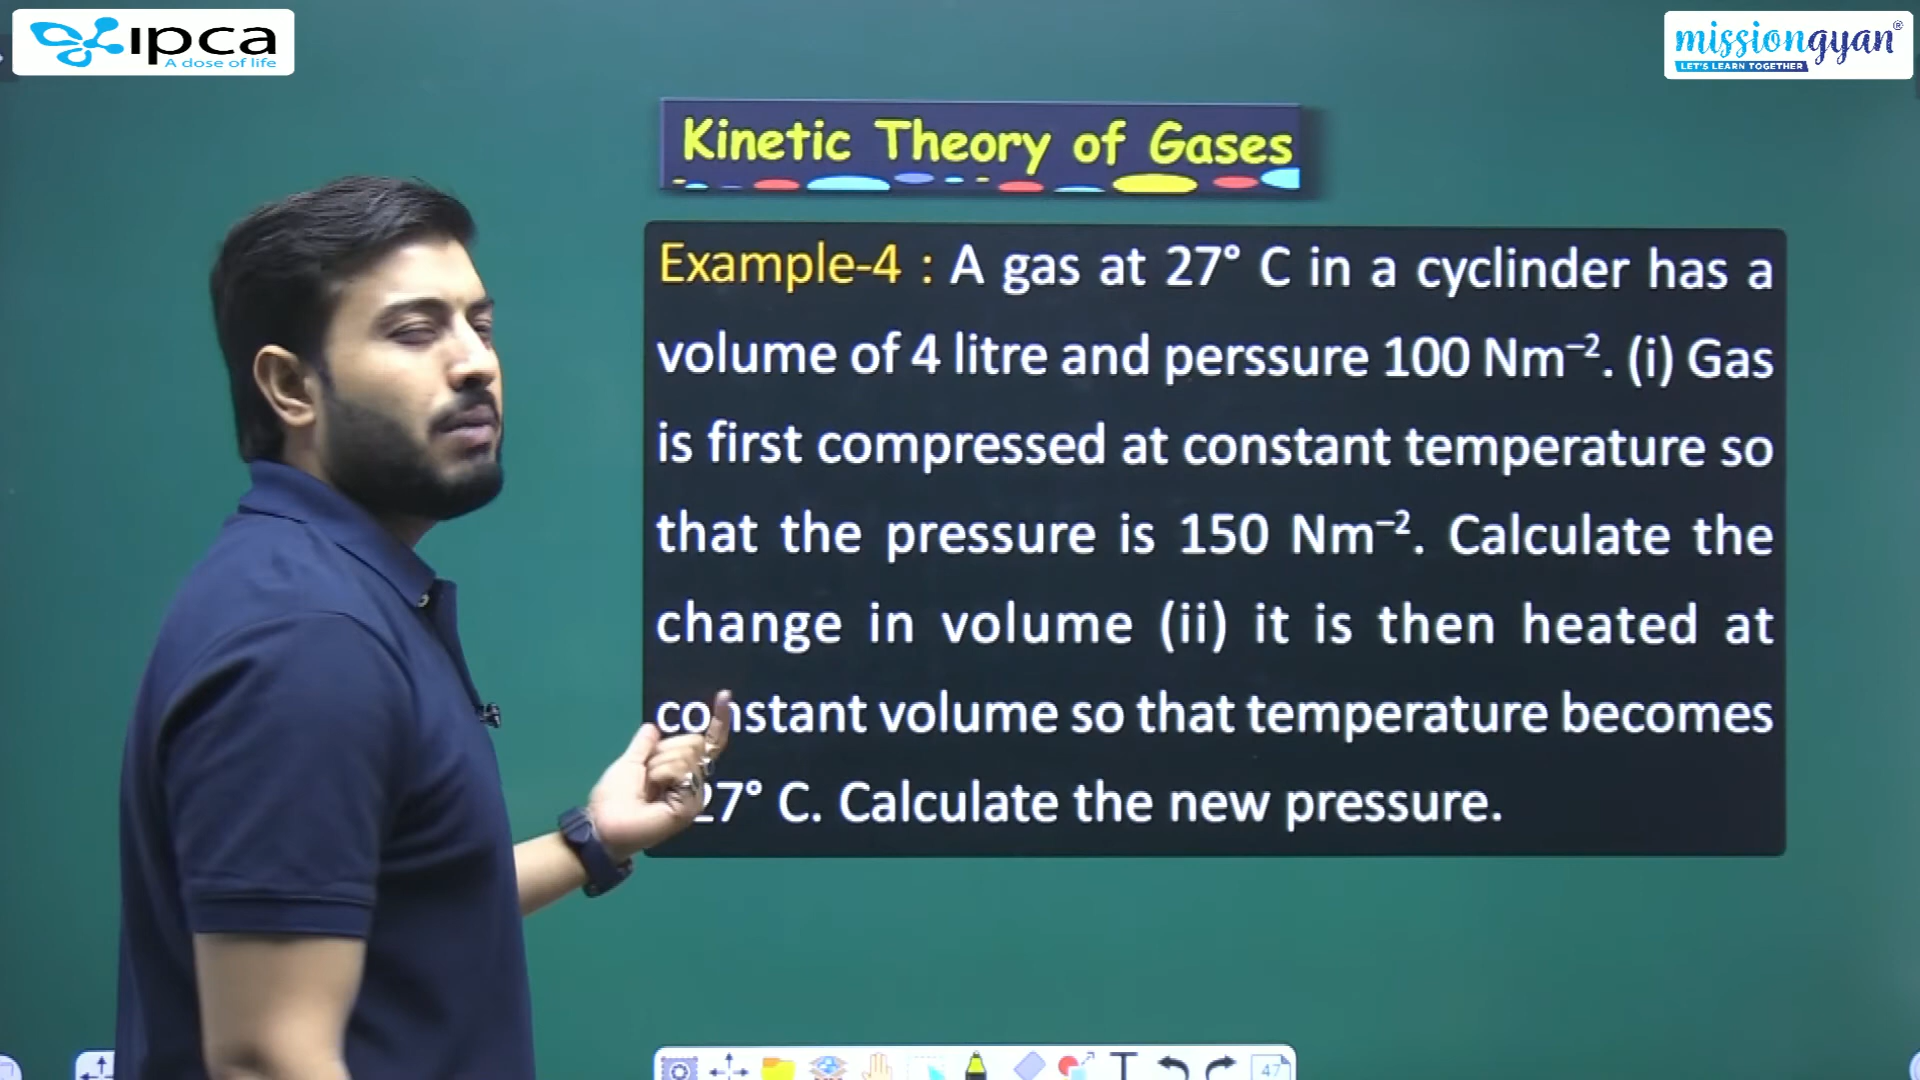 ipca
A dose of life
missiongyan®
LET'S LEARN TOGETHER
Kinetic Theory of Gases
Example-4 : A gas at 27° C in a cyclinder has a
volume of 4 litre and perssure 100 Nm⁻². (i) Gas
is first compressed at constant temperature so
that the pressure is 150 Nm⁻². Calculate the
change in volume (ii) it is then heated at
constant volume so that temperature becomes
27° C. Calculate the new pressure.
T
47